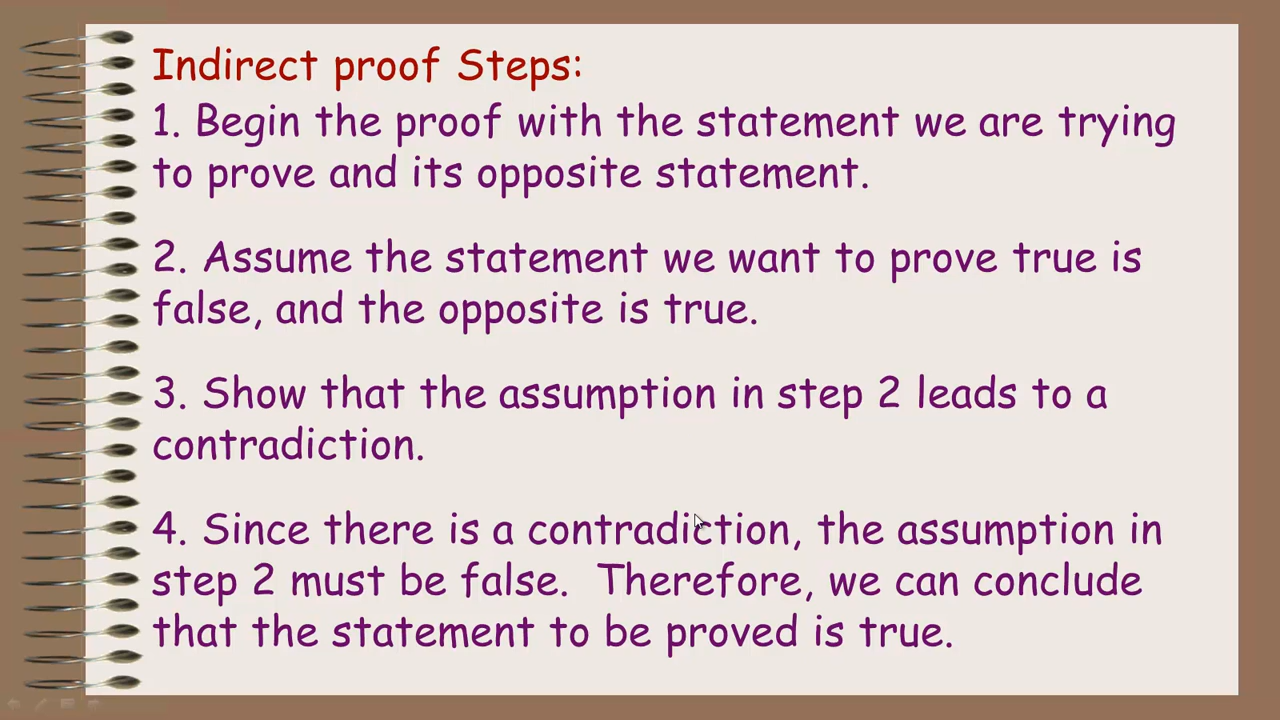 Indirect proof Steps:
1. Begin the proof with the statement we are trying
to prove and its opposite statement.
2. Assume the statement we want to prove true is
false, and the opposite is true.
3. Show that the assumption in step 2 leads to a
contradiction.
4. Since there is a contradiction, the assumption in
step 2 must be false.  Therefore, we can conclude
that the statement to be proved is true.